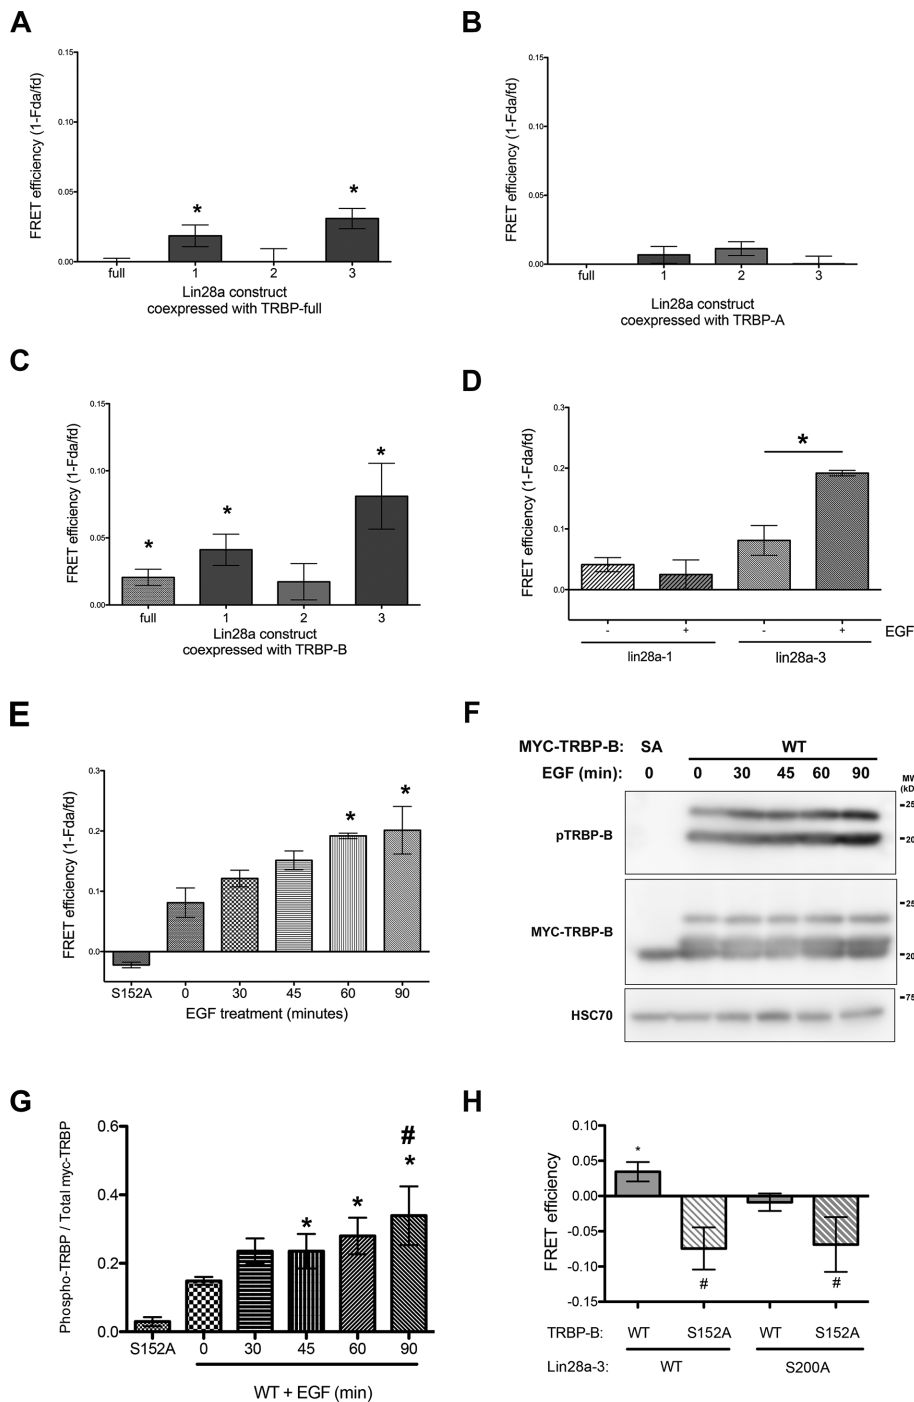 A
FRET efficiency (1-Fda/fd)
0.15
0.10
0.05
0.00
*
*
full 1 2 3
Lin28a construct
coexpressed with TRBP-full
B
FRET efficiency (1-Fda/fd)
0.15
0.10
0.05
0.00
full 1 2 3
Lin28a construct
coexpressed with TRBP-A
C
FRET efficiency (1-Fda/fd)
0.15
0.10
0.05
0.00
*
*
*
full 1 2 3
Lin28a construct
coexpressed with TRBP-B
D
FRET efficiency (1-Fda/fd)
0.3
0.2
0.1
0.0
*
- + - + EGF
lin28a-1 lin28a-3
E
FRET efficiency (1-Fda/fd)
0.3
0.2
0.1
0.0
*
*
S152A 0 30 45 60 90
EGF treatment (minutes)
F
MYC-TRBP-B: SA WT
EGF (min): 0 0 30 45 60 90
pTRBP-B
25
20
MYC-TRBP-B
25
20
HSC70
75
G
Phospho-TRBP / Total myc-TRBP
0.6
0.4
0.2
0.0
*
*
#
*
S152A 0 30 45 60 90
WT + EGF (min)
H
FRET efficiency
0.10
0.05
0.00
-0.05
-0.10
-0.15
*
#
#
TRBP-B: WT S152A WT S152A
Lin28a-3: WT S200A